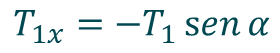 T₁ₓ = −T₁ sen α